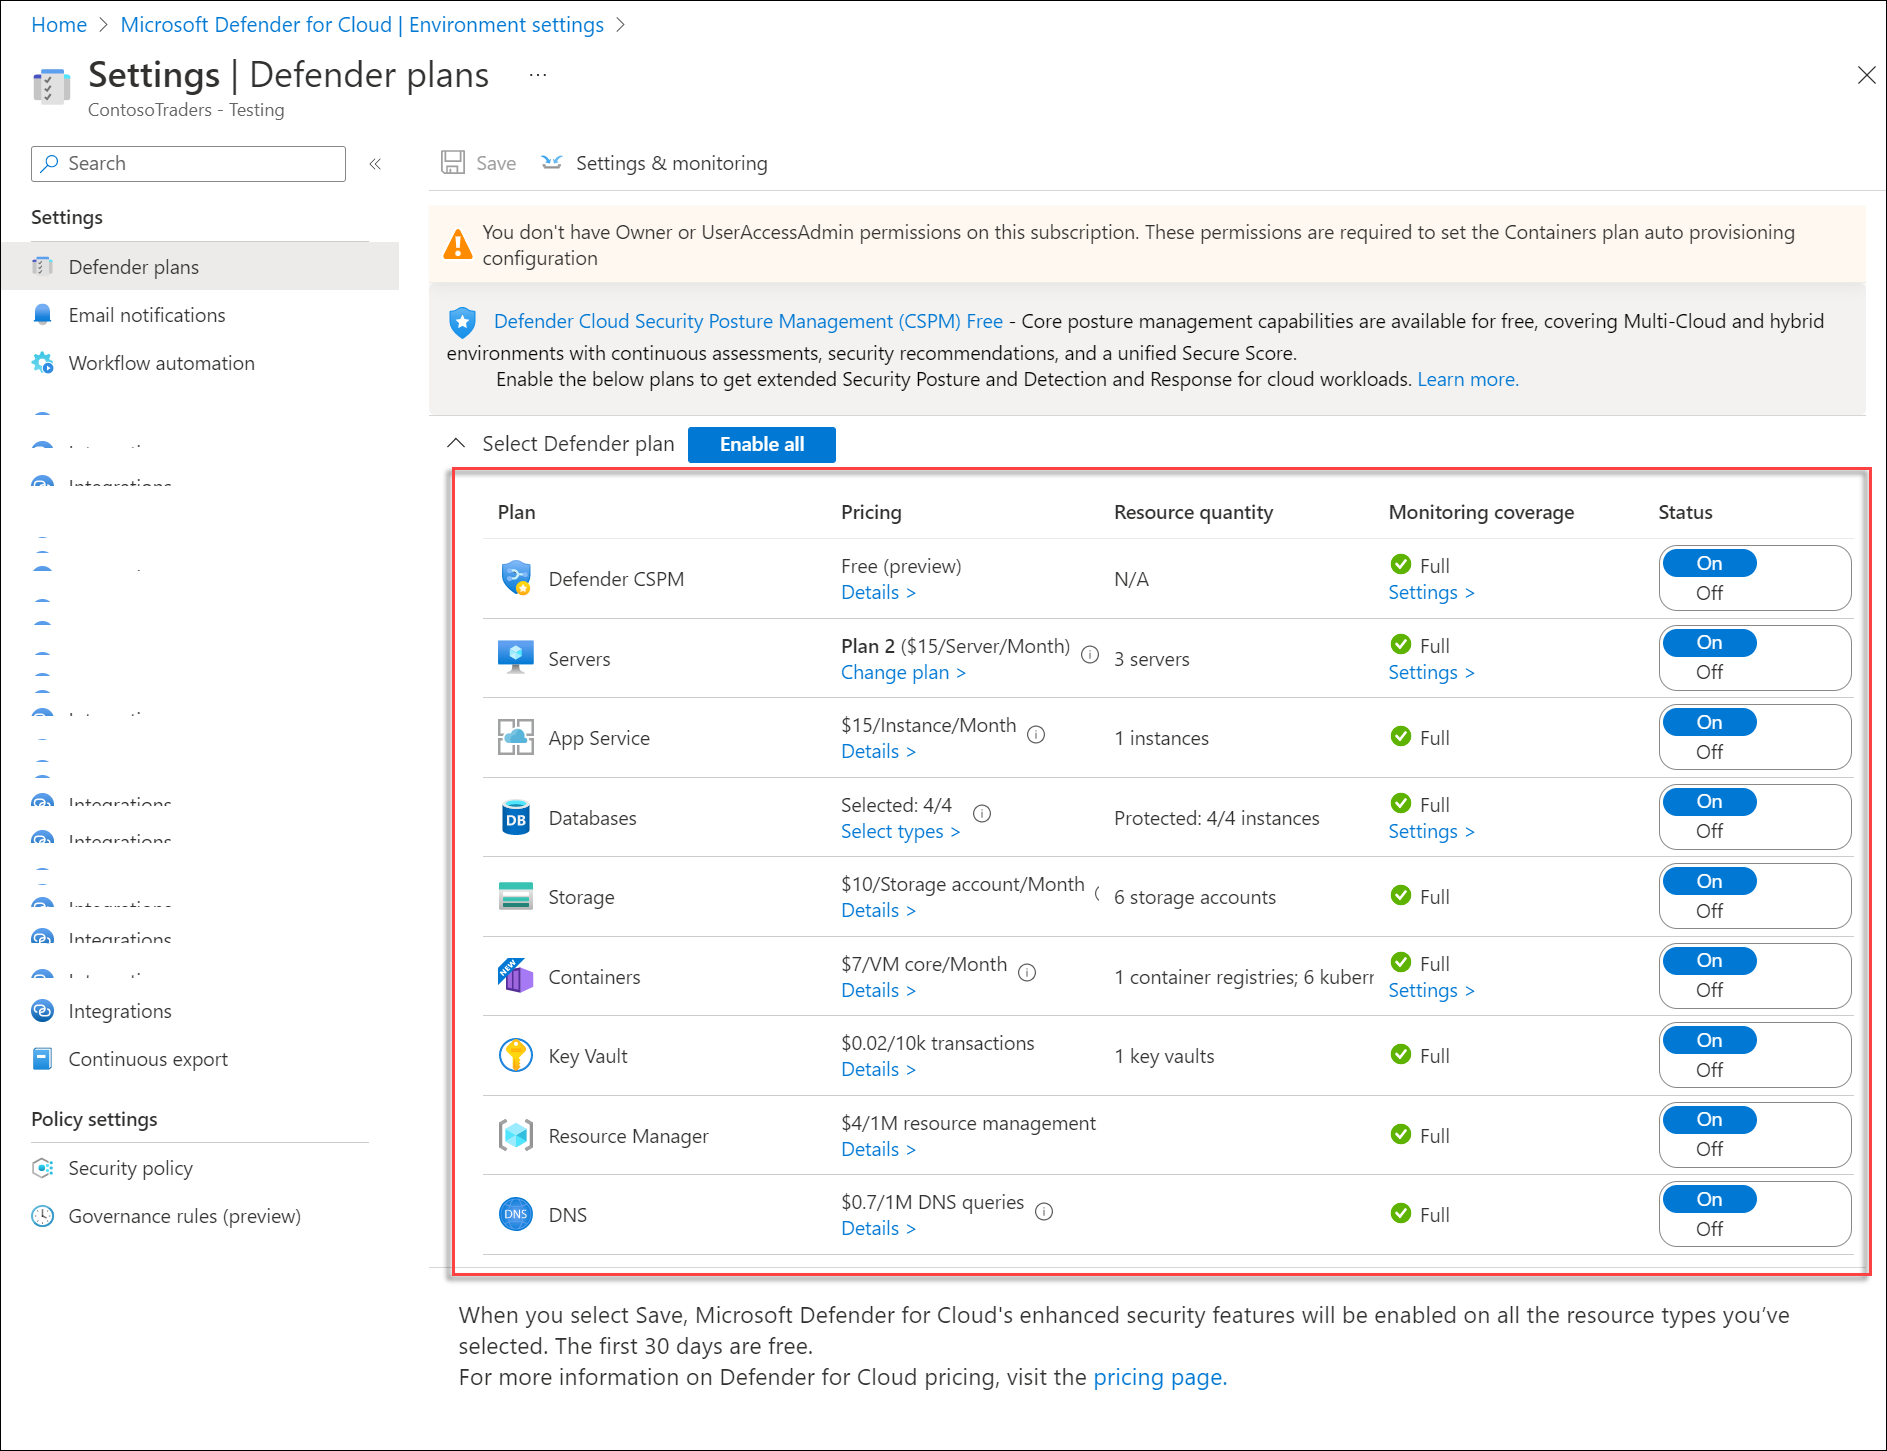 Home > Microsoft Defender for Cloud | Environment settings >
Settings | Defender plans ...
ContosoTraders - Testing
Search «
Save Settings & monitoring
Settings
Defender plans
Email notifications
Workflow automation
Integrations
Integrations
Integrations
Integrations
Integrations
Continuous export
Policy settings
Security policy
Governance rules (preview)
You don't have Owner or UserAccessAdmin permissions on this subscription. These permissions are required to set the Containers plan auto provisioning
configuration
Defender Cloud Security Posture Management (CSPM) Free - Core posture management capabilities are available for free, covering Multi-Cloud and hybrid
environments with continuous assessments, security recommendations, and a unified Secure Score.
Enable the below plans to get extended Security Posture and Detection and Response for cloud workloads. Learn more.
Select Defender plan Enable all
Plan Pricing Resource quantity Monitoring coverage Status
Defender CSPM Free (preview) N/A Full On
Details > Settings > Off
Servers Plan 2 ($15/Server/Month) 3 servers Full On
Change plan > Settings > Off
App Service $15/Instance/Month 1 instances Full On
Details > Off
DB Databases Selected: 4/4 Protected: 4/4 instances Full On
Select types > Settings > Off
Storage $10/Storage account/Month 6 storage accounts Full On
Details > Off
NEW Containers $7/VM core/Month 1 container registries; 6 kubern Full On
Details > Settings > Off
Key Vault $0.02/10k transactions 1 key vaults Full On
Details > Off
Resource Manager $4/1M resource management Full On
Details > Off
DNS DNS $0.7/1M DNS queries Full On
Details > Off
When you select Save, Microsoft Defender for Cloud's enhanced security features will be enabled on all the resource types you’ve
selected. The first 30 days are free.
For more information on Defender for Cloud pricing, visit the pricing page.